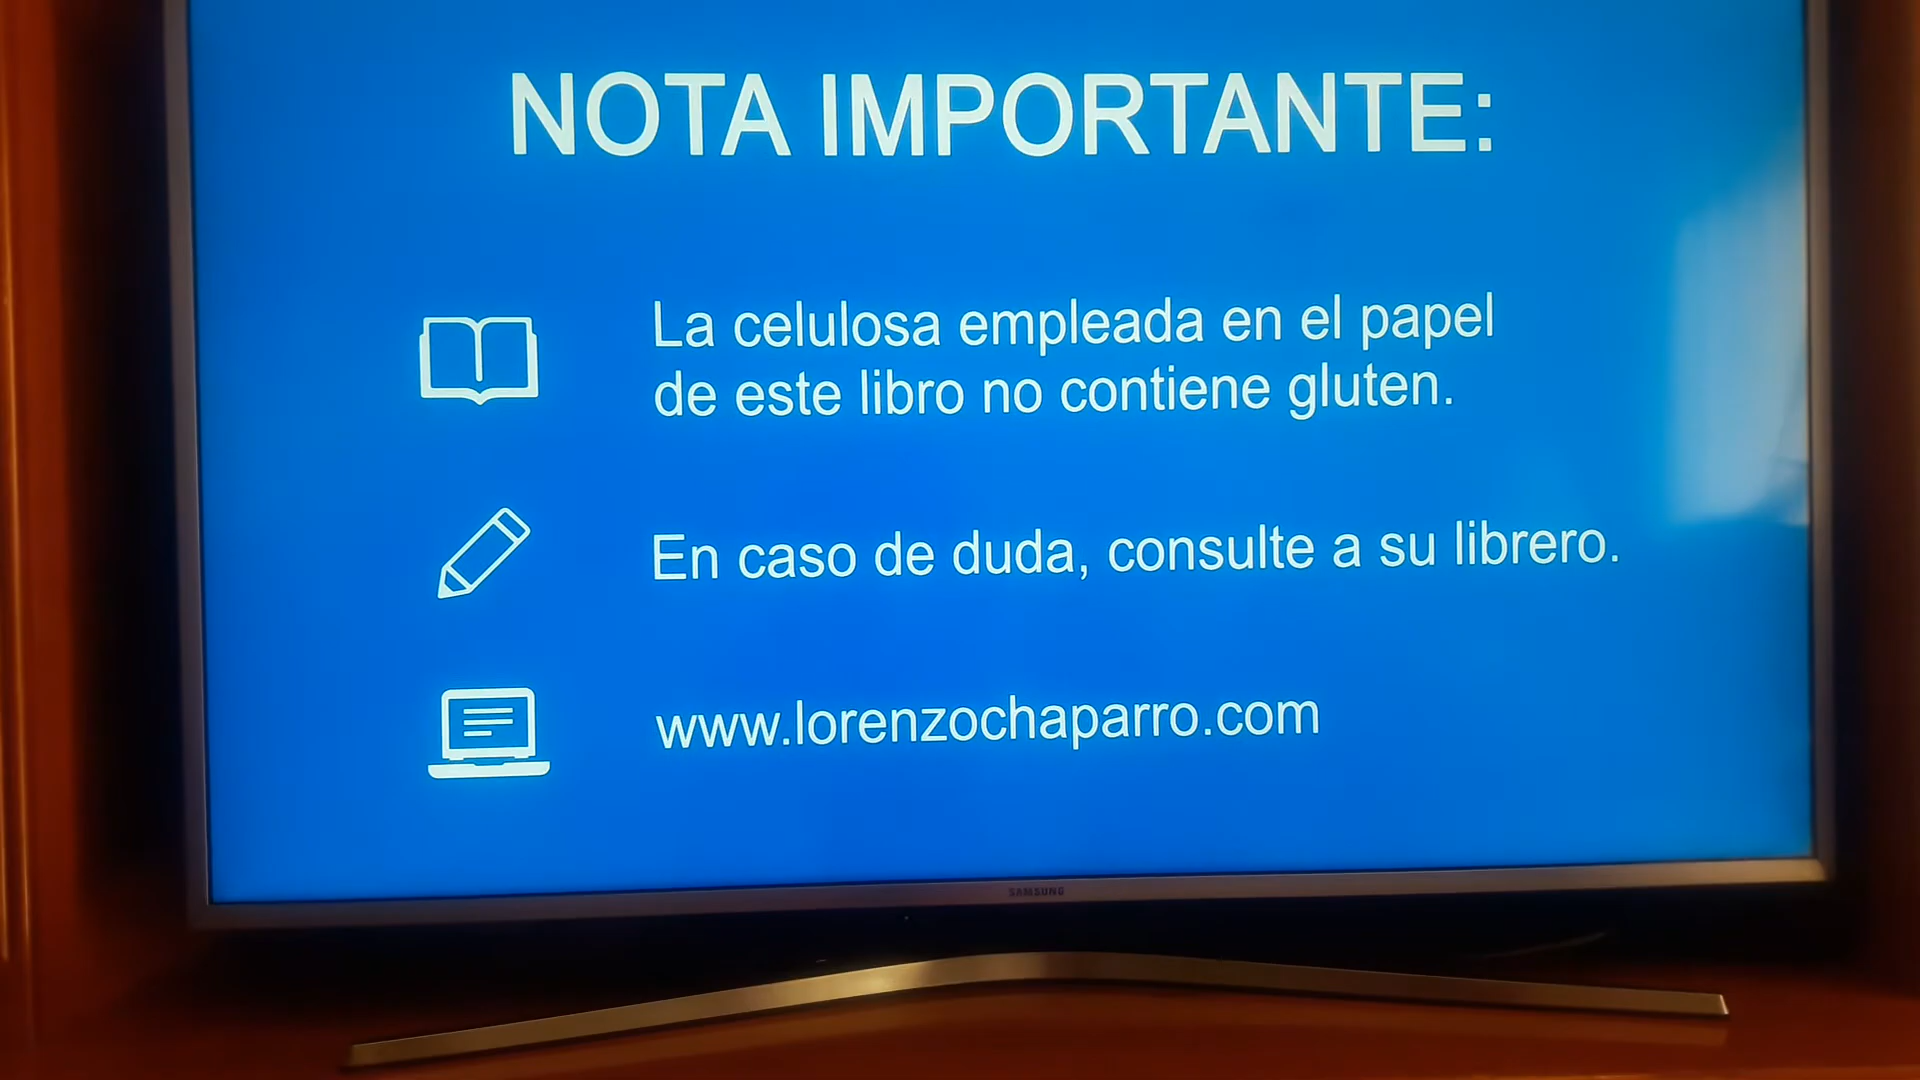 NOTA IMPORTANTE:
La celulosa empleada en el papel
de este libro no contiene gluten.
En caso de duda, consulte a su librero.
www.lorenzochaparro.com
SAMSUNG